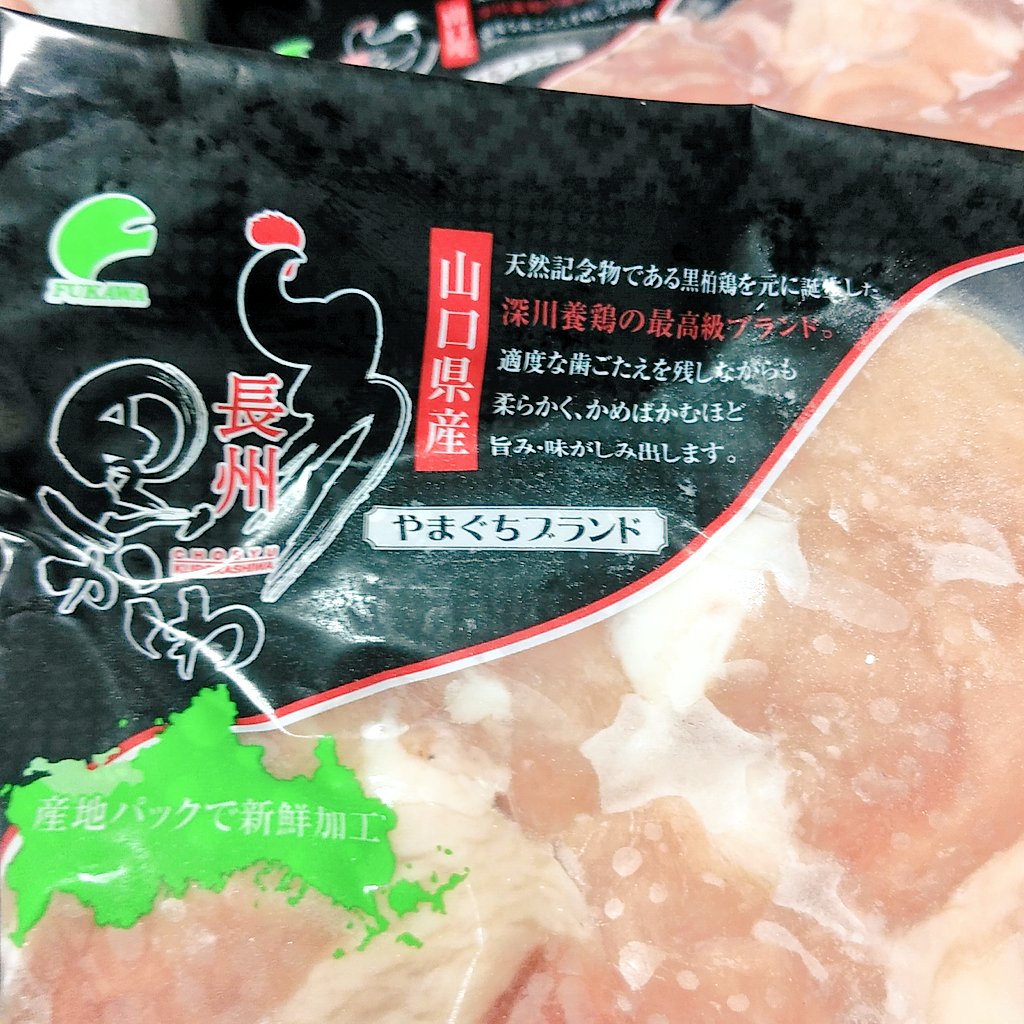 FUKAWA
長州
黒かしわ
CHOSYU
KUROKASHIWA
山口県産
天然記念物である黒柏鶏を元に誕生した
深川養鶏の最高級ブランド。
適度な歯ごたえを残しながらも
柔らかく、かめばかむほど
旨み・味がしみ出します。
やまぐちブランド
産地パックで新鮮加工